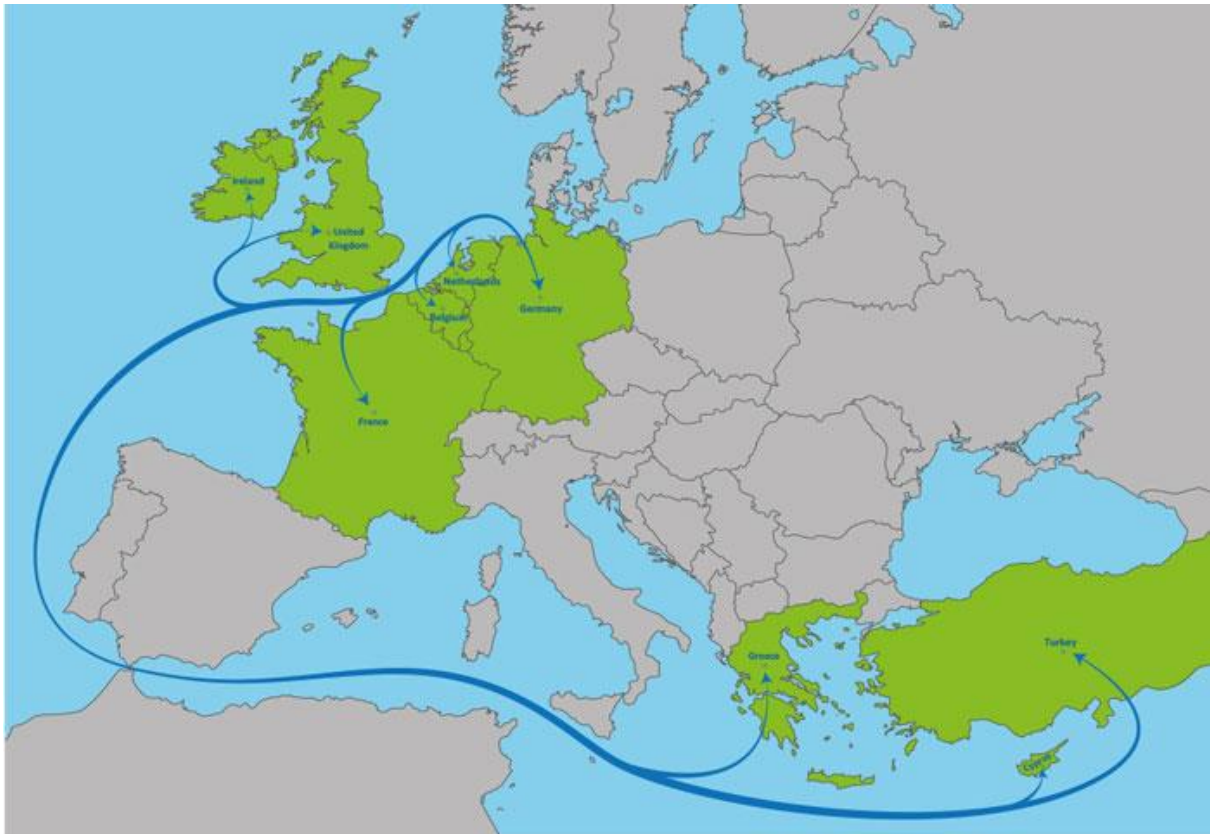 Ireland
United
Kingdom
Netherlands
Belgium
Germany
France
Greece
Turkey
Cyprus